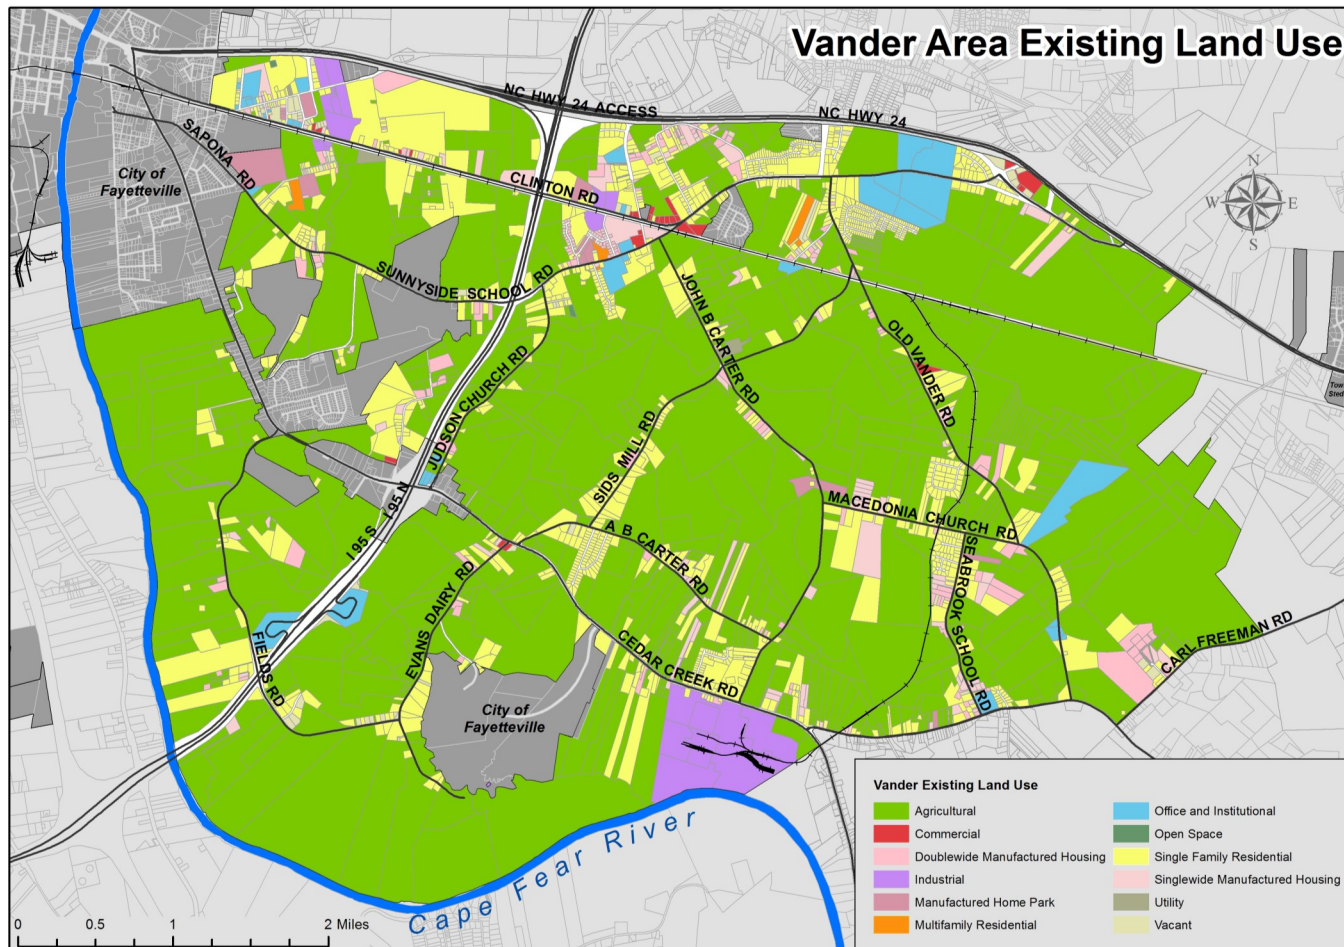 Vander Area Existing Land Use
NC HWY 24 ACCESS
NC HWY 24
SAPONA RD
City of
Fayetteville
CLINTON RD
N
W
E
S
SUNNYSIDE SCHOOL RD
JOHN B CARTER RD
OLD VANDER RD
JUDSON CHURCH RD
SIDS MILL RD
I 95 S
I 95 N
MACEDONIA CHURCH RD
A B CARTER RD
SEABROOK SCHOOL RD
EVANS DAIRY RD
CEDAR CREEK RD
FIELDS RD
CARL FREEMAN RD
City of
Fayetteville
Cape Fear River
Vander Existing Land Use
Agricultural
Commercial
Doublewide Manufactured Housing
Industrial
Manufactured Home Park
Multifamily Residential
Office and Institutional
Open Space
Single Family Residential
Singlewide Manufactured Housing
Utility
Vacant
0 0.5 1 2 Miles